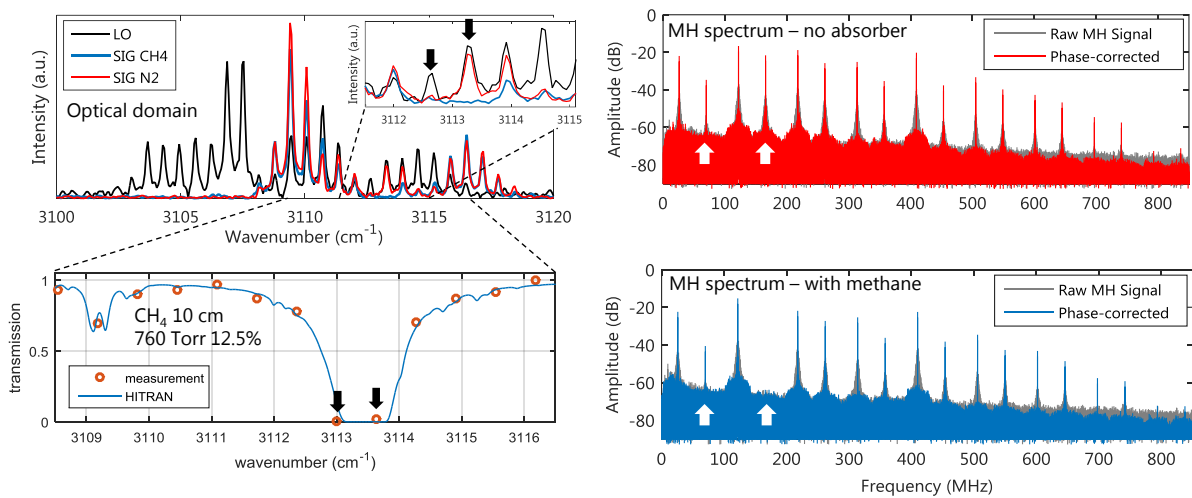 LO
SIG CH4
SIG N2
Optical domain
Intensity (a.u.)
3100
3105
3110
3115
3120
Wavenumber (cm⁻¹)
Intensity (a.u.)
3112
3113
3114
3115
1
0.5
0
transmission
CH₄ 10 cm
760 Torr 12.5%
measurement
HITRAN
3109
3110
3111
3112
3113
3114
3115
3116
wavenumber (cm⁻¹)
MH spectrum – no absorber
Raw MH Signal
Phase-corrected
Amplitude (dB)
0
-20
-40
-60
-80
0
100
200
300
400
500
600
700
800
MH spectrum – with methane
Raw MH Signal
Phase-corrected
Amplitude (dB)
0
-20
-40
-60
-80
0
100
200
300
400
500
600
700
800
Frequency (MHz)